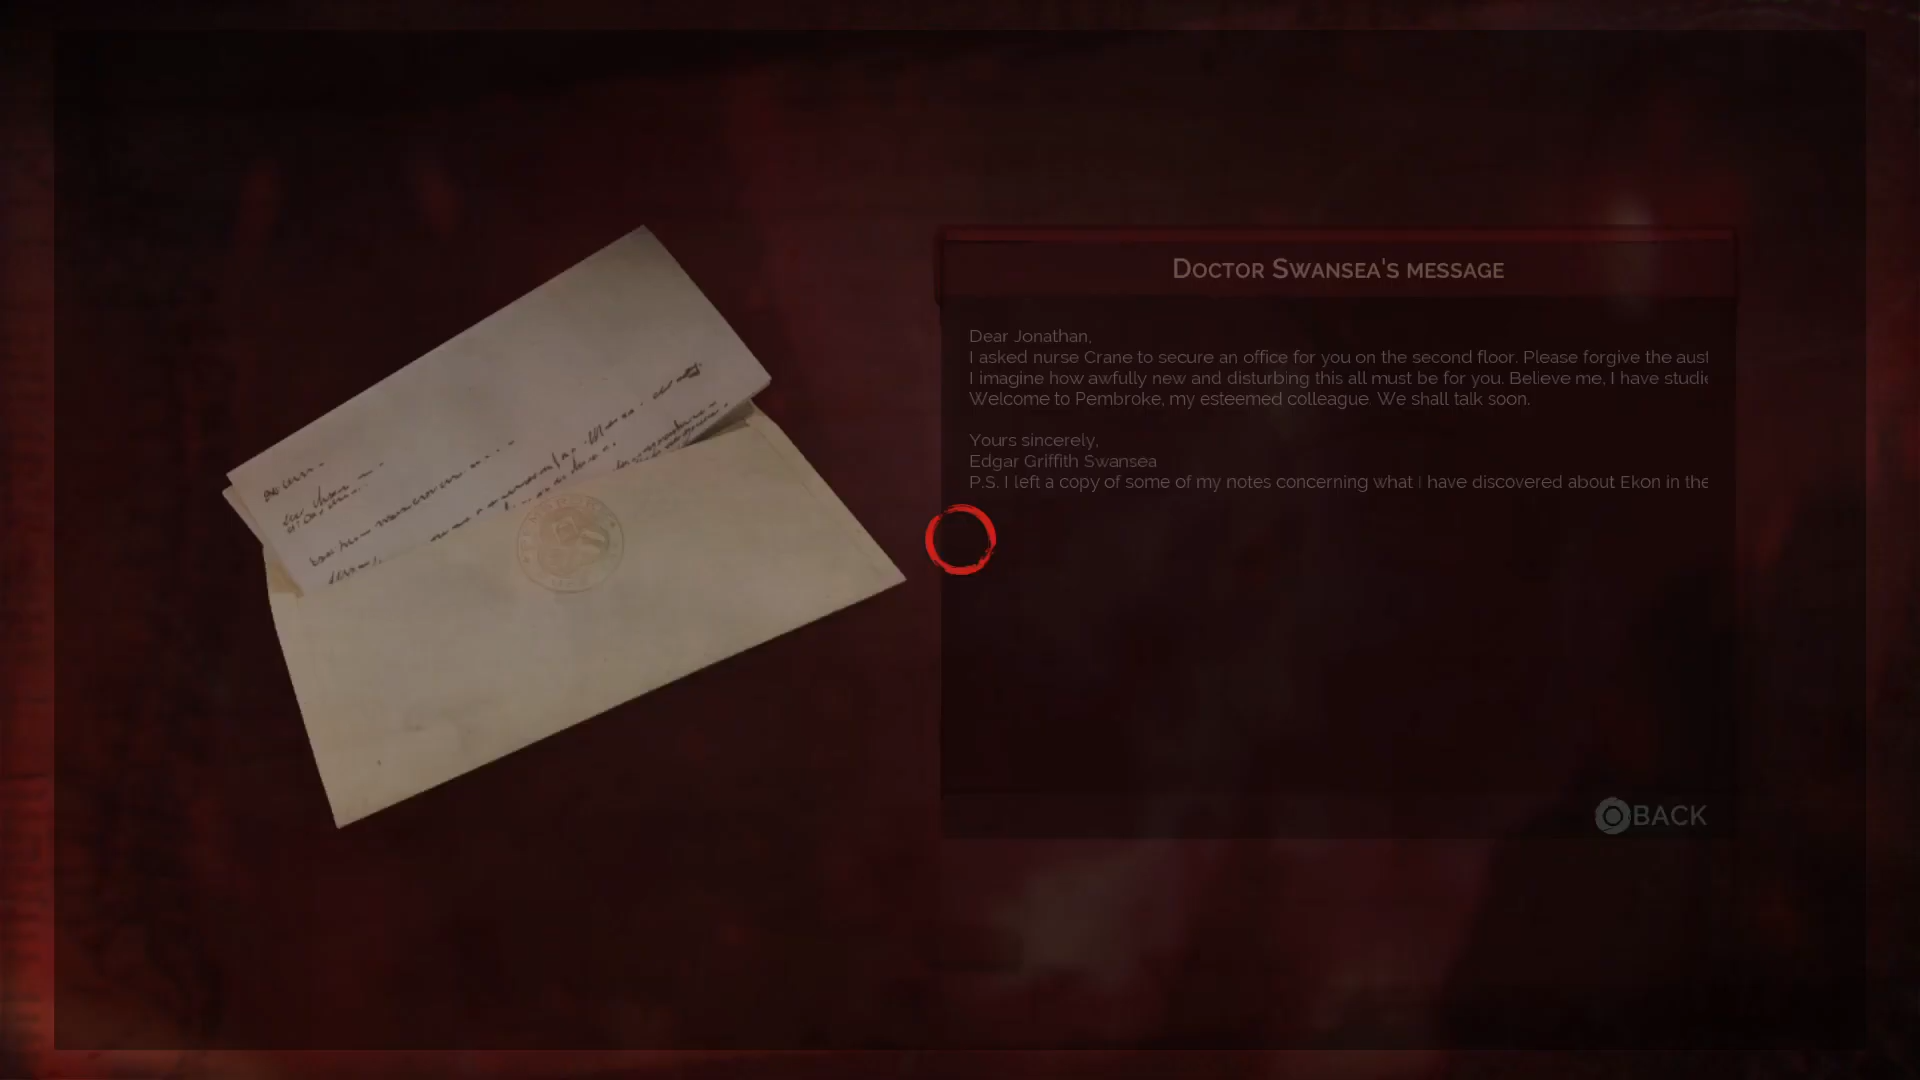 DOCTOR SWANSEA'S MESSAGE
Dear Jonathan,
I asked nurse Crane to secure an office for you on the second floor. Please forgive the
I imagine how awfully new and disturbing this all must be for you. Believe me, I have
Welcome to Pembroke, my esteemed colleague. We shall talk soon.
Yours sincerely,
Edgar Griffith Swansea
P.S. I left a copy of some of my notes concerning what I have discovered about Ekon in the
BACK